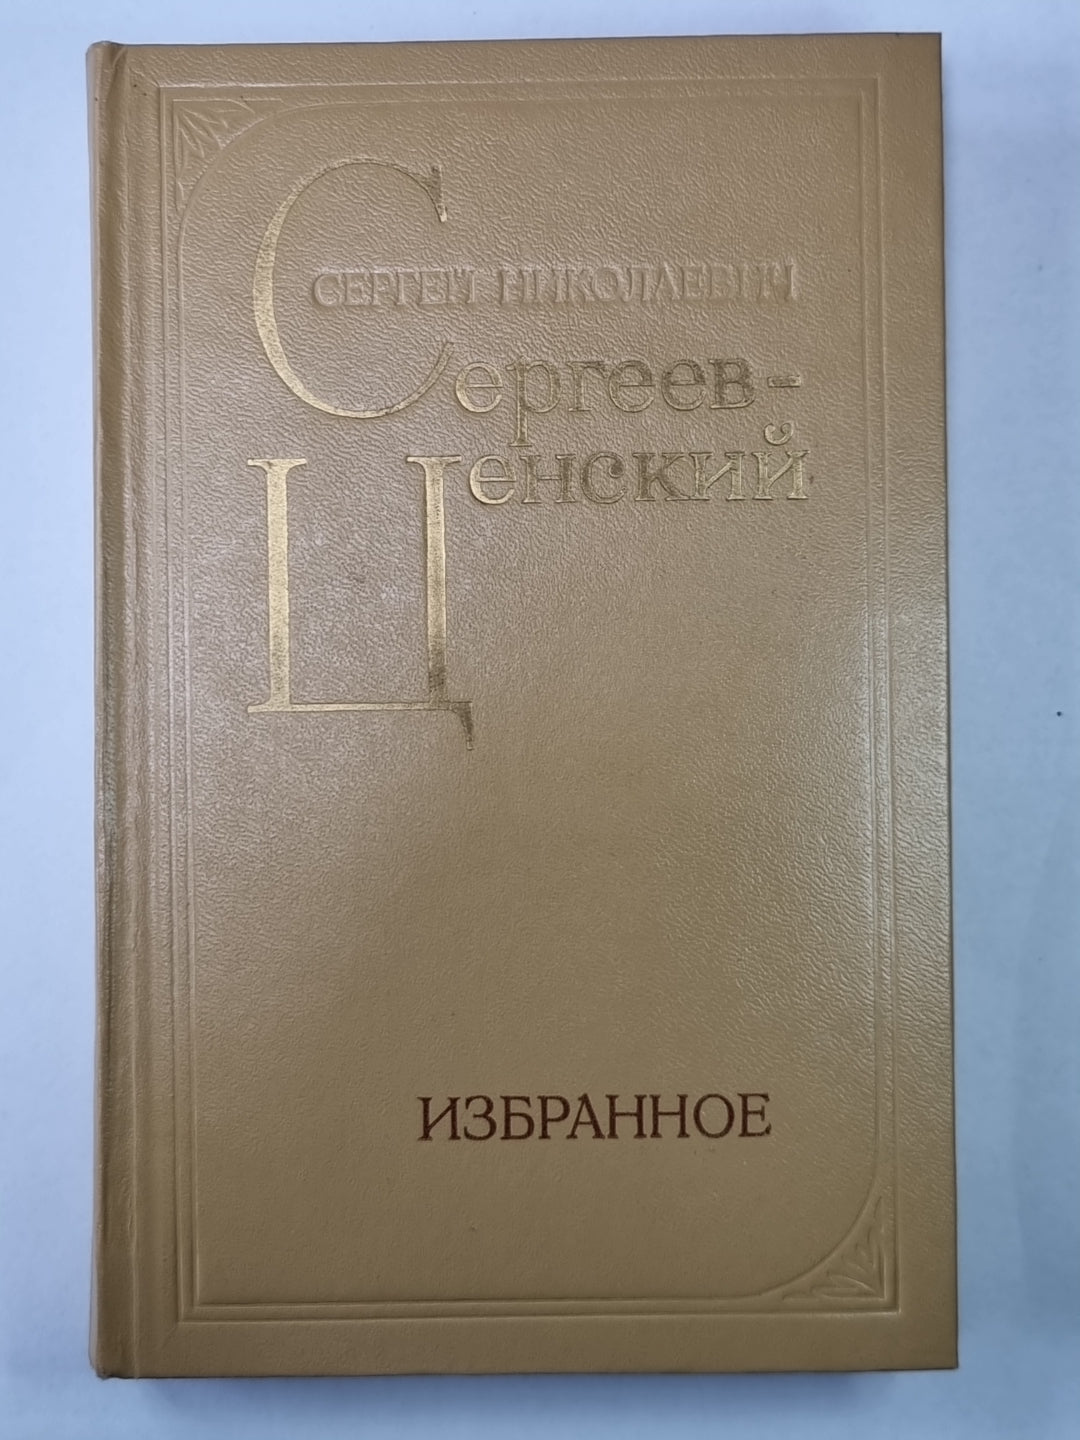 СЕРГЕЙ НИКОЛАЕВИЧ
Сергеев-
Ценский
ИЗБРАННОЕ